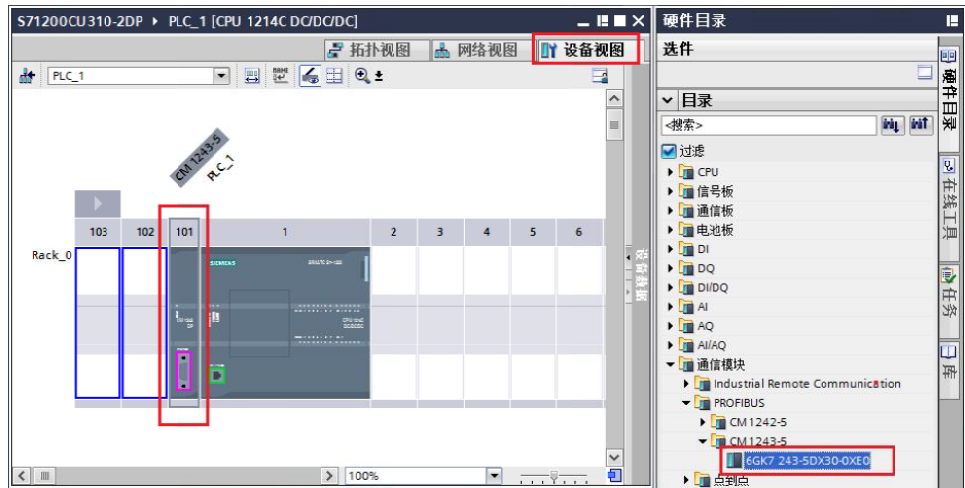 S71200CU310-2DP ▸ PLC_1 [CPU 1214C DC/DC/DC]
拓扑视图 网络视图 设备视图
PLC_1
CM 1243-5
PLC_1
103 102 101 1 2 3 4 5 6
Rack_0
SIEMENS
设备数据
100%
硬件目录
选件
目录
<搜索>
过滤
CPU
信号板
通信板
电池板
DI
DQ
DI/DQ
AI
AQ
AI/AQ
通信模块
Industrial Remote Communication
PROFIBUS
CM1242-5
CM1243-5
6GK7 243-5DX30-0XE0
点到点
硬件目录
在线工具
任务
库